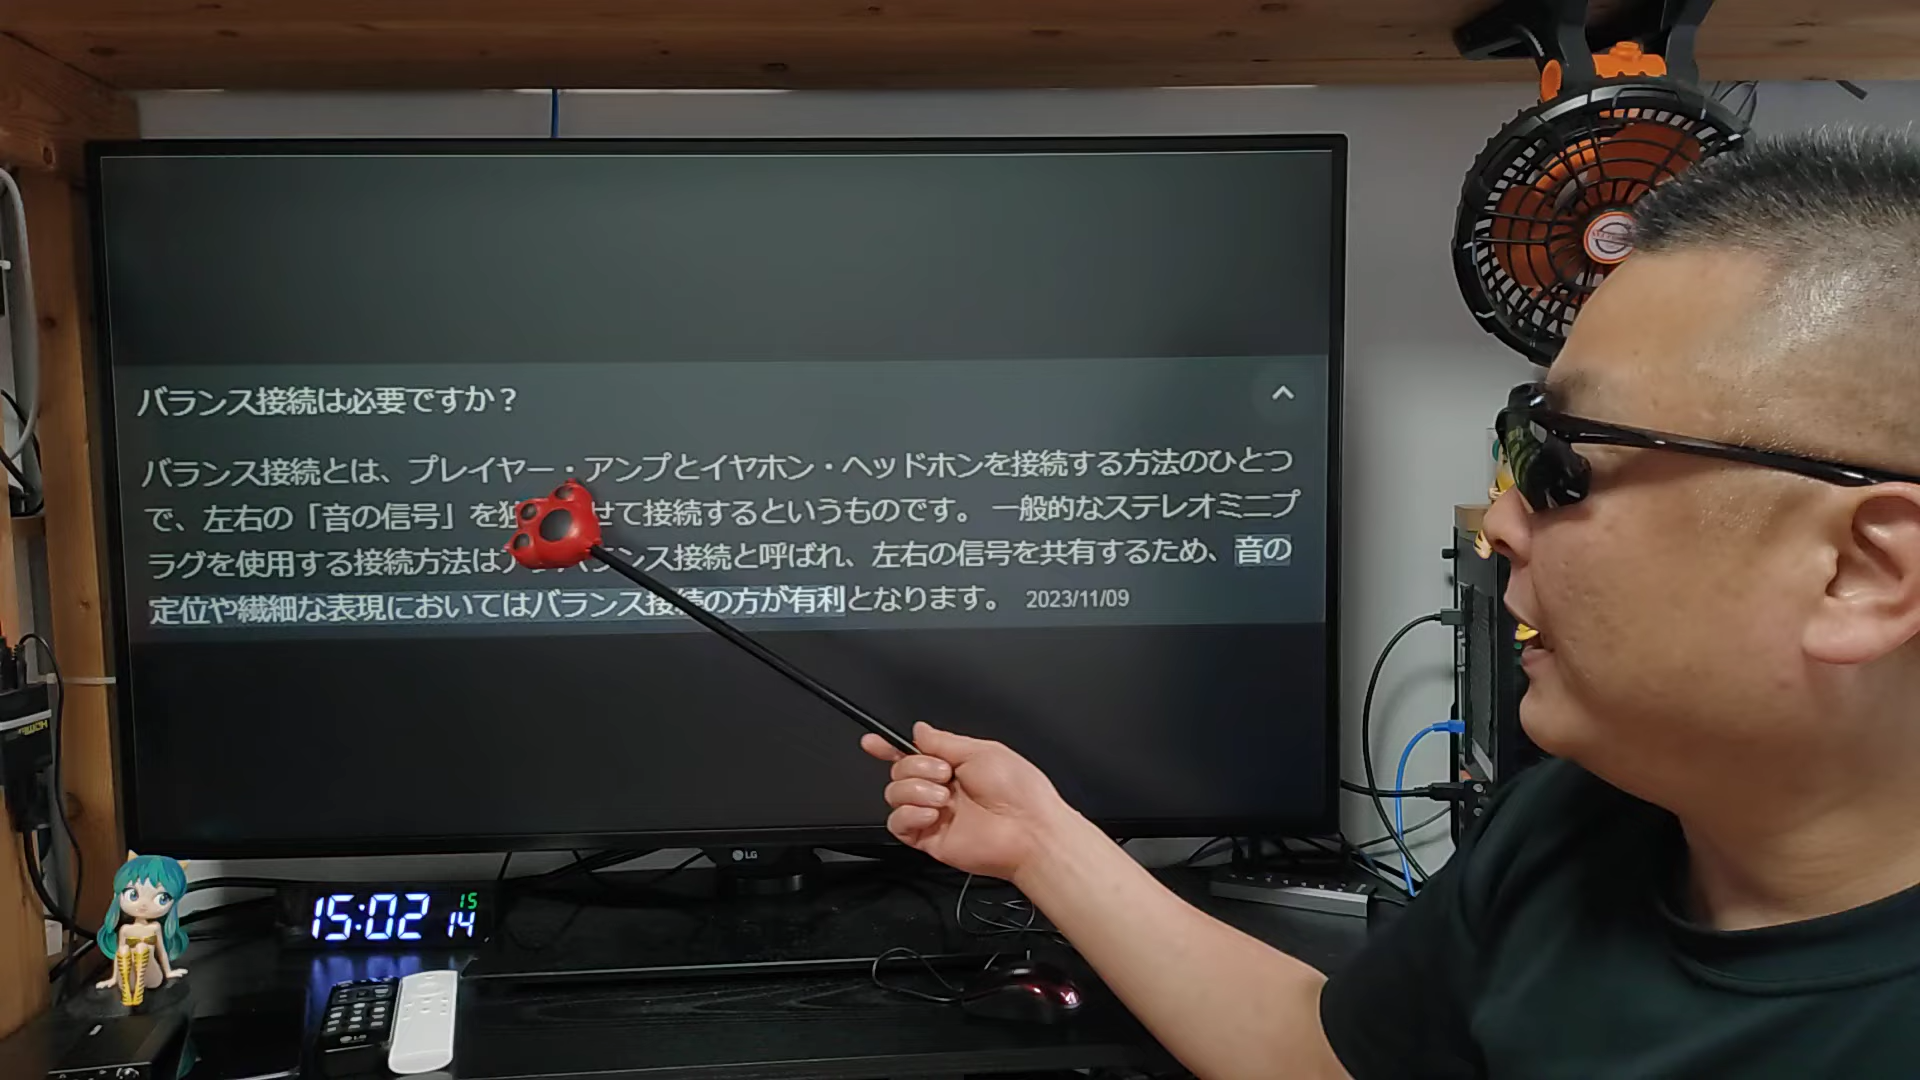 バランス接続は必要ですか？
バランス接続とは、プレイヤー・アンプとイヤホン・ヘッドホンを接続する方法のひとつ
で、左右の「音の信号」を独 せて接続するというものです。 一般的なステレオミニプ
ラグを使用する接続方法はア バランス接続と呼ばれ、左右の信号を共有するため、音の
定位や繊細な表現においてはバランス接続の方が有利となります。 2023/11/09
LG
15:02 15 14